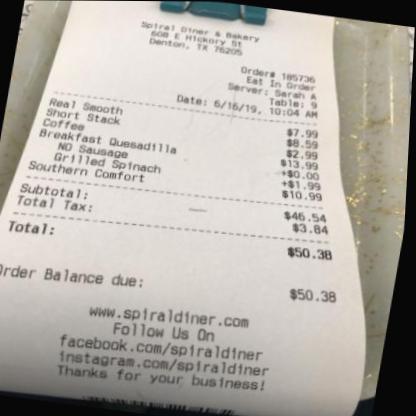 Spiral Diner & Bakery
608 E Hickory St
Denton, TX 76205
Order# 185736
Eat In Order
Server: Sarah A
Table: 9
Date: 6/16/19, 10:04 AM
Real Smooth $7.99
Short Stack $8.59
Coffee $2.99
Breakfast Quesadilla $13.99
NO Sausage +$0.00
Grilled Spinach +$1.99
Southern Comfort $10.99
Subtotal: $46.54
Total Tax: $3.84
Total: $50.38
Order Balance due: $50.38
www.spiraldiner.com
Follow Us On
facebook.com/spiraldiner
instagram.com/spiraldiner
Thanks for your business!